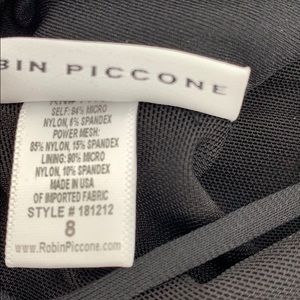 BIN PICCONE
SELF: 94% MICRO
NYLON, 6% SPANDEX
POWER MESH:
85% NYLON, 15% SPANDEX
LINING: 90% MICRO
NYLON, 10% SPANDEX
MADE IN USA
OF IMPORTED FABRIC
STYLE # 181212
8
www.RobinPiccone.com